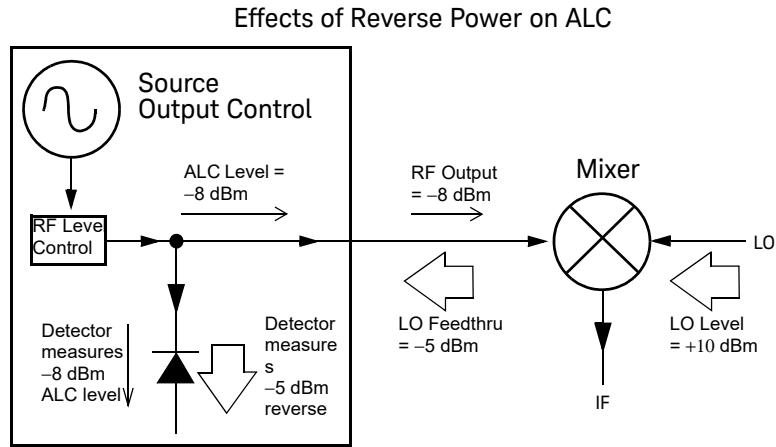 Effects of Reverse Power on ALC
Source
Output Control
ALC Level =
−8 dBm
RF Output
= −8 dBm
Mixer
RF Level
Control
LO
LO Feedthru
= −5 dBm
LO Level
= +10 dBm
Detector
measures
−8 dBm
ALC level
Detector
measure
s
−5 dBm
reverse
IF